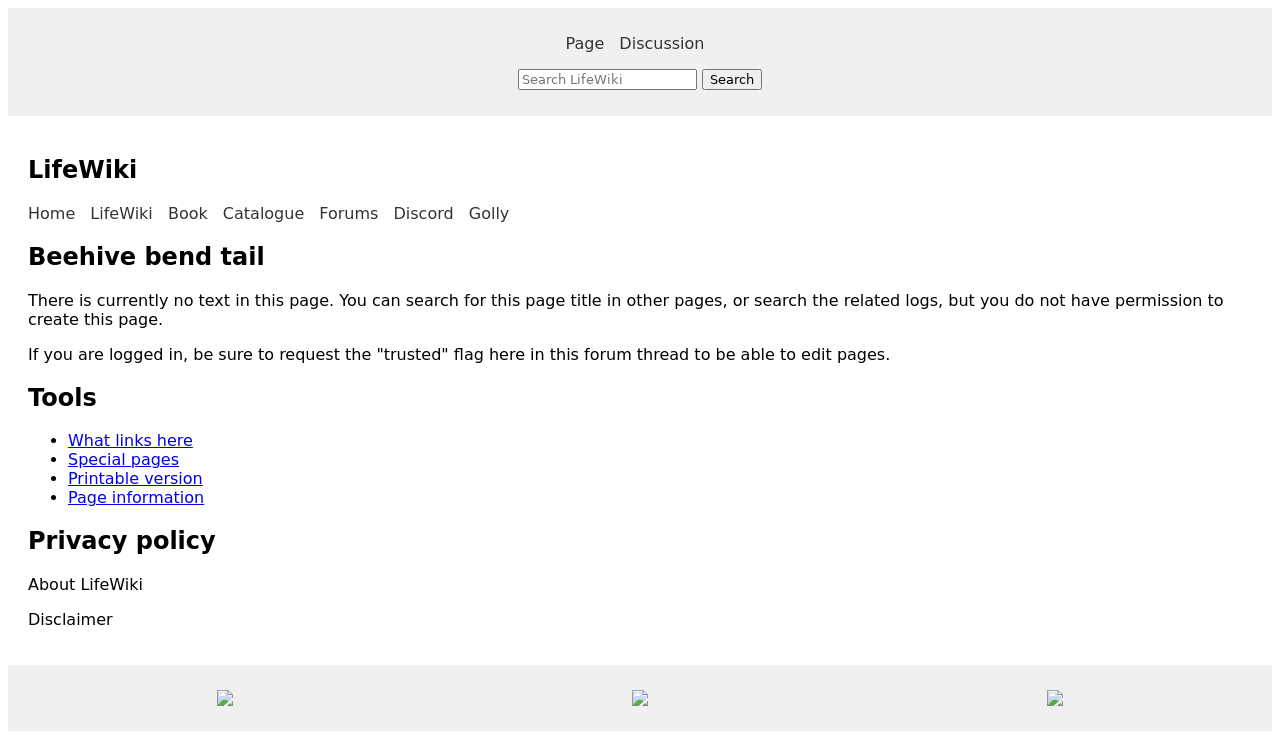 Page Discussion
Search LifeWiki Search
LifeWiki
Home LifeWiki Book Catalogue Forums Discord Golly
Beehive bend tail
There is currently no text in this page. You can search for this page title in other pages, or search the related logs, but you do not have permission to
create this page.
If you are logged in, be sure to request the "trusted" flag here in this forum thread to be able to edit pages.
Tools
What links here
Special pages
Printable version
Page information
Privacy policy
About LifeWiki
Disclaimer